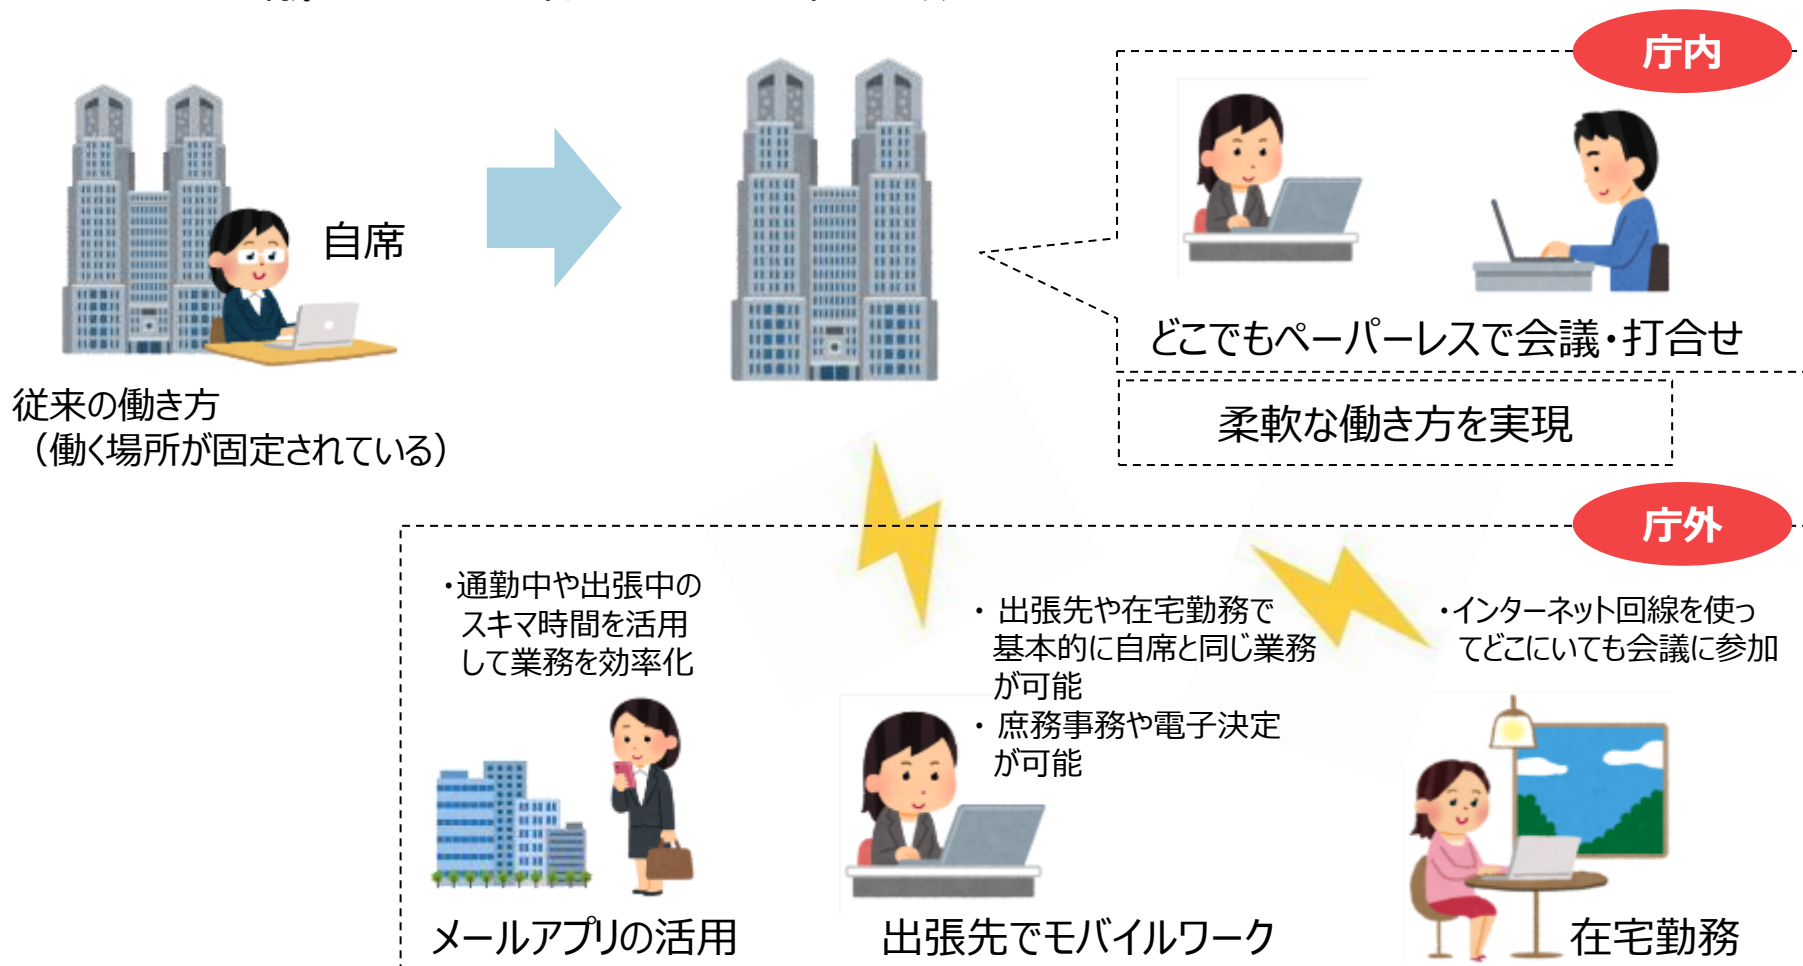 自席
従来の働き方
（働く場所が固定されている）
庁内
どこでもペーパーレスで会議・打合せ
柔軟な働き方を実現
庁外
・通勤中や出張中の
スキマ時間を活用
して業務を効率化
メールアプリの活用
・ 出張先や在宅勤務で
基本的に自席と同じ業務
が可能
・ 庶務事務や電子決定
が可能
出張先でモバイルワーク
・インターネット回線を使っ
てどこにいても会議に参加
在宅勤務